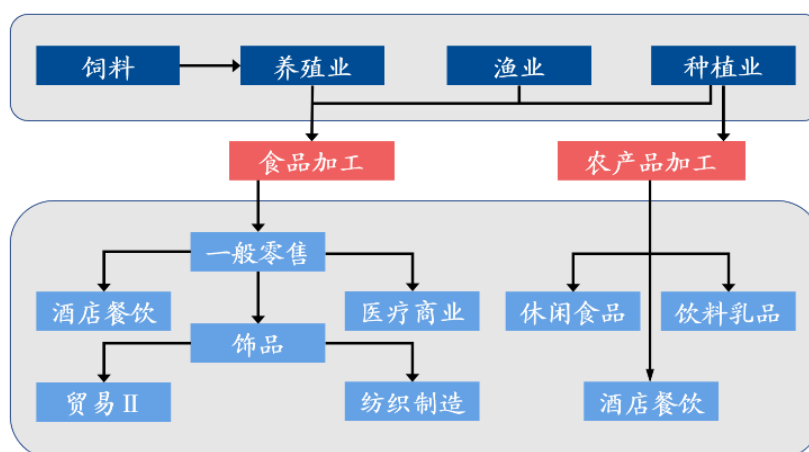 饲料
养殖业
渔业
种植业
食品加工
农产品加工
一般零售
酒店餐饮
医疗商业
休闲食品
饮料乳品
饰品
贸易Ⅱ
纺织制造
酒店餐饮